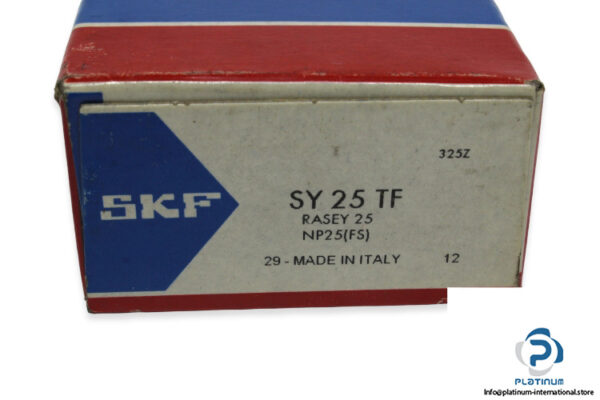 325Z
SKF
SY 25 TF
RASEY 25
NP25(FS)
29 - MADE IN ITALY 12
PLATINUM
Info@platinum-international.store